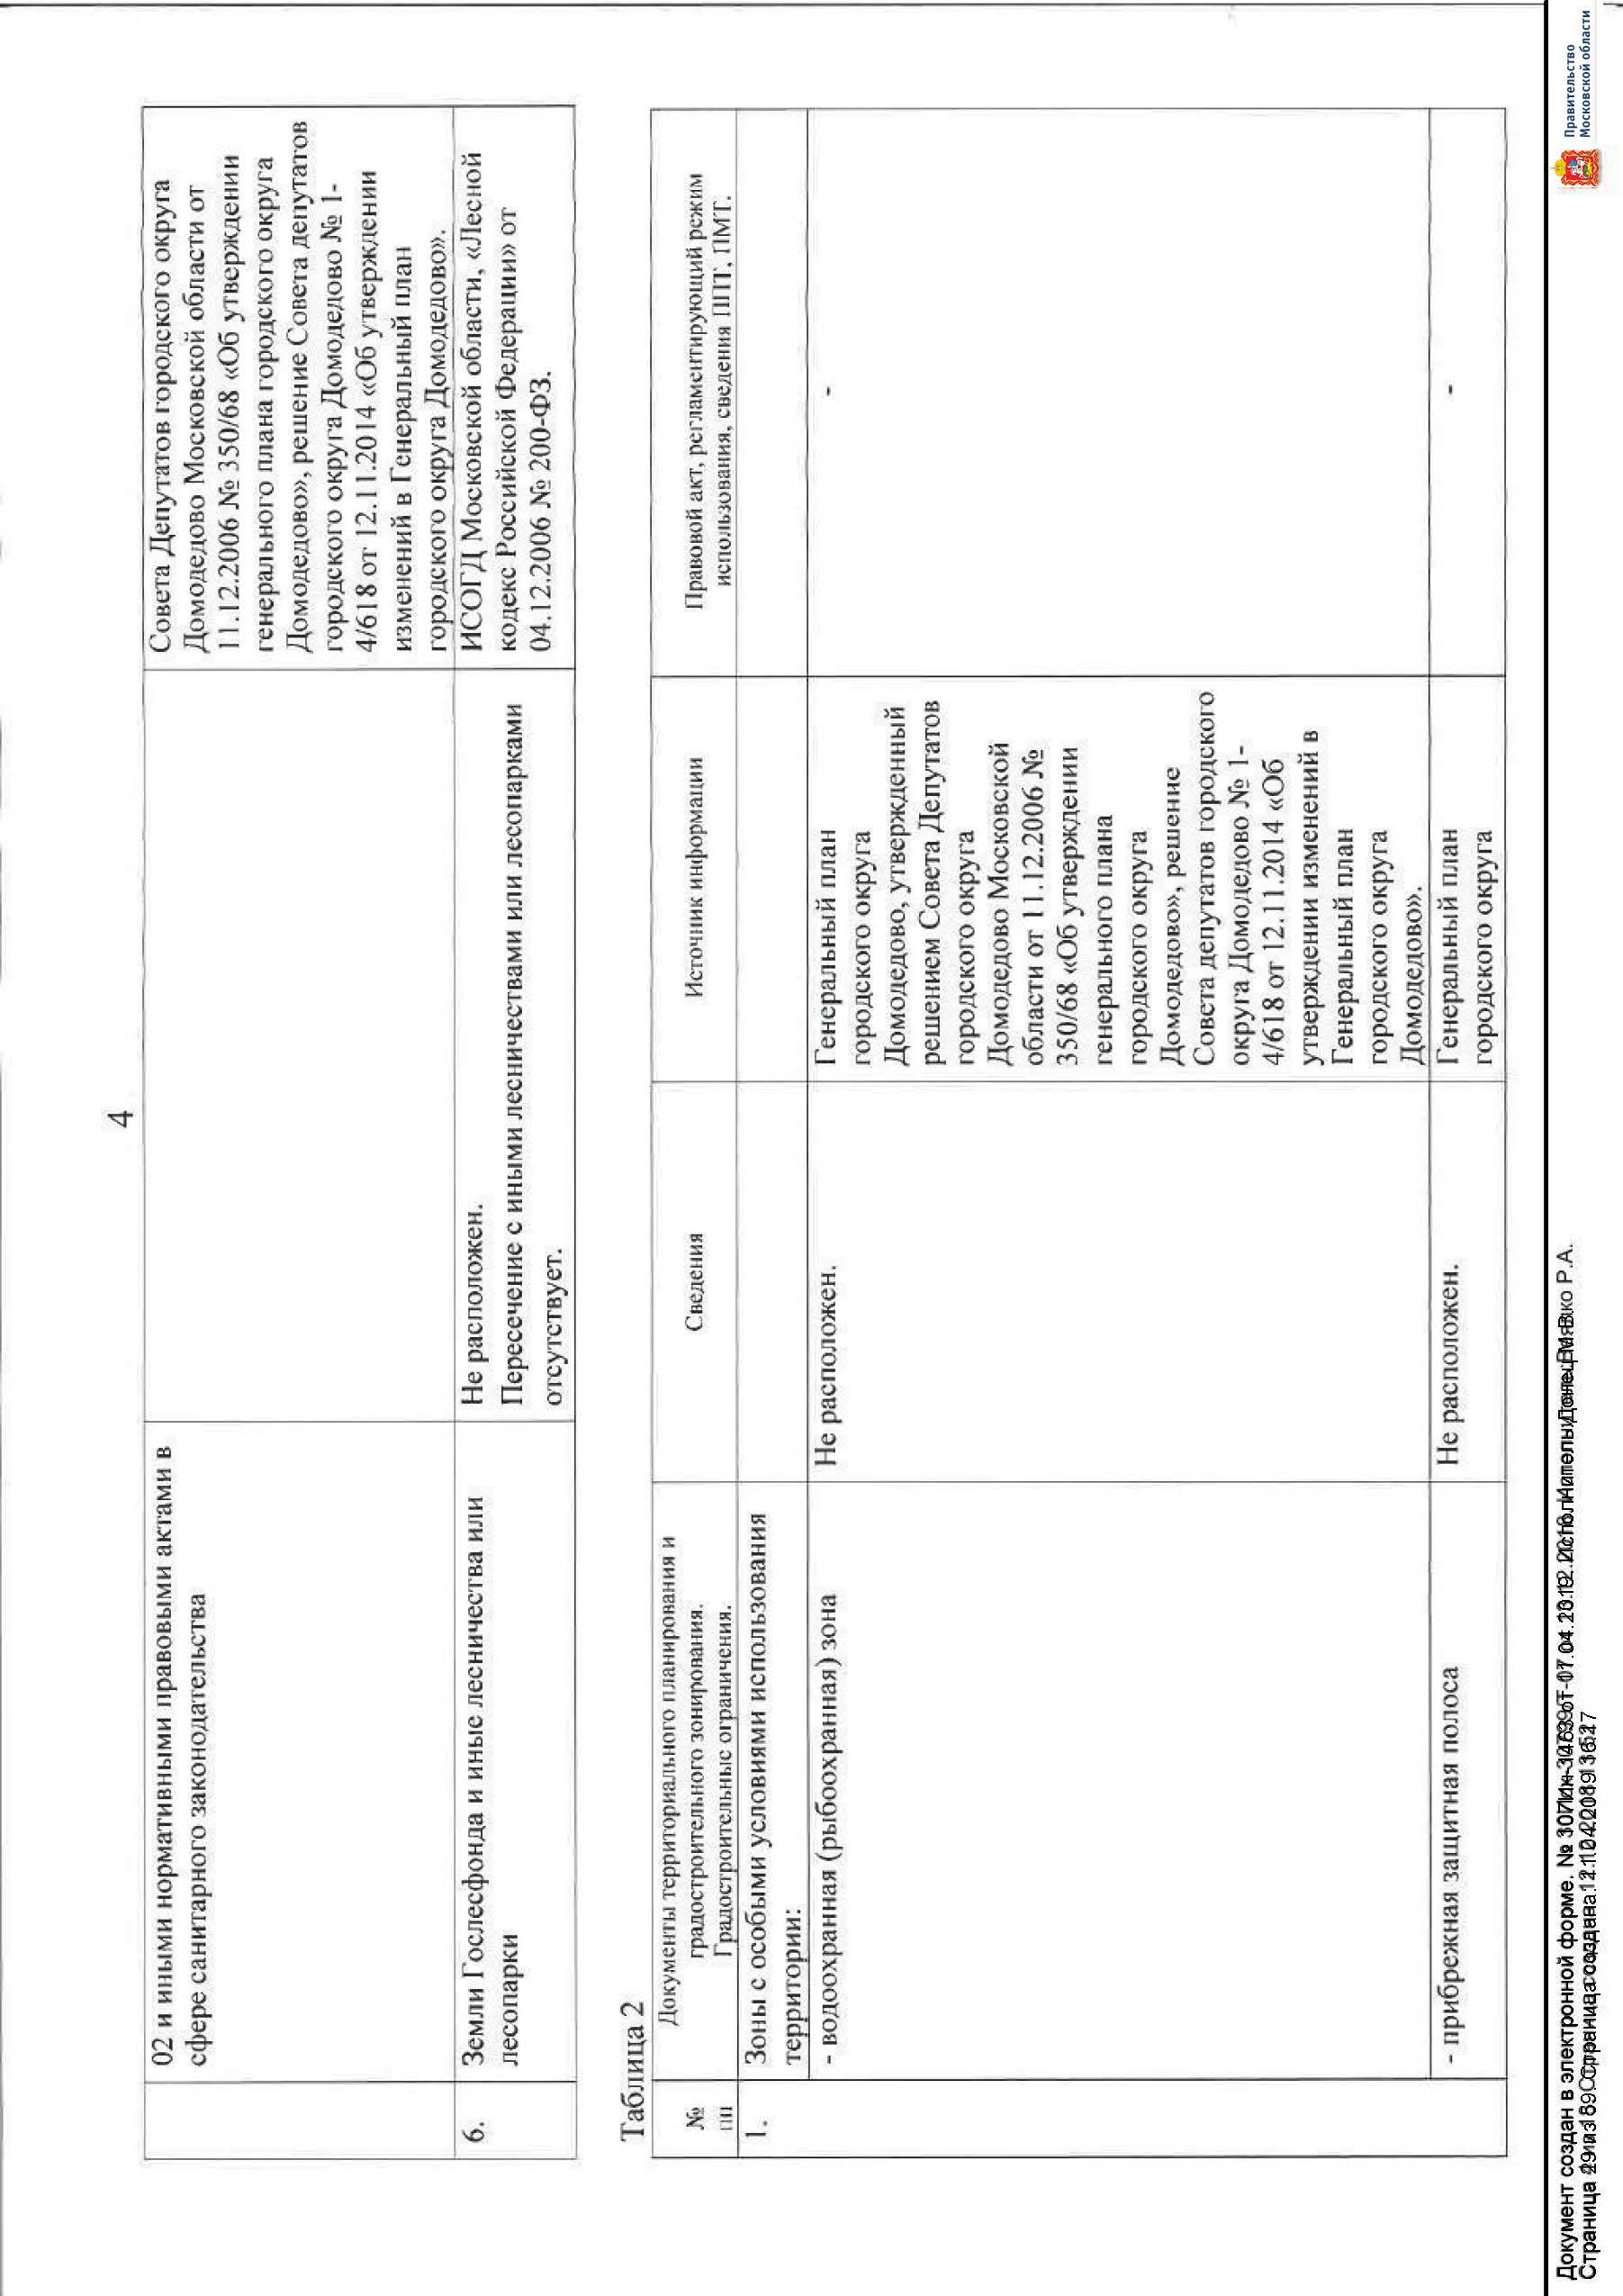 4
02 и иными нормативными правовыми актами в
сфере санитарного законодательства
Совета Депутатов городского округа
Домодедово Московской области от
11.12.2006 № 350/68 «Об утверждении
генерального плана городского округа
Домодедово», решение Совета депутатов
городского округа Домодедово № 1-
4/618 от 12.11.2014 «Об утверждении
изменений в Генеральный план
городского округа Домодедово».
6.
Земли Гослесфонда и иные лесничества или
лесопарки
Не расположен.
Пересечение с иными лесничествами или лесопарками
отсутствует.
ИСОГД Московской области, «Лесной
кодекс Российской Федерации» от
04.12.2006 № 200-ФЗ.
Таблица 2
№
пп
Документы территориального планирования и
градостроительного зонирования.
Градостроительные ограничения.
Сведения
Источник информации
Правовой акт, регламентирующий режим
использования, сведения ППТ, ПМТ.
1.
Зоны с особыми условиями использования
территории:
- водоохранная (рыбоохранная) зона
Не расположен.
Генеральный план
городского округа
Домодедово, утвержденный
решением Совета Депутатов
городского округа
Домодедово Московской
области от 11.12.2006 №
350/68 «Об утверждении
генерального плана
городского округа
Домодедово», решение
Совета депутатов городского
округа Домодедово № 1-
4/618 от 12.11.2014 «Об
утверждении изменений в
Генеральный план
городского округа
Домодедово».
-
- прибрежная защитная полоса
Не расположен.
Генеральный план
городского округа
-
Документ создан в электронной форме. №
Страница
Правительство
Московской области